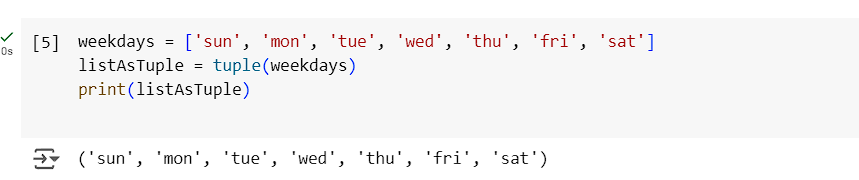 [5] weekdays = ['sun', 'mon', 'tue', 'wed', 'thu', 'fri', 'sat']
0s
listAsTuple = tuple(weekdays)
print(listAsTuple)
('sun', 'mon', 'tue', 'wed', 'thu', 'fri', 'sat')